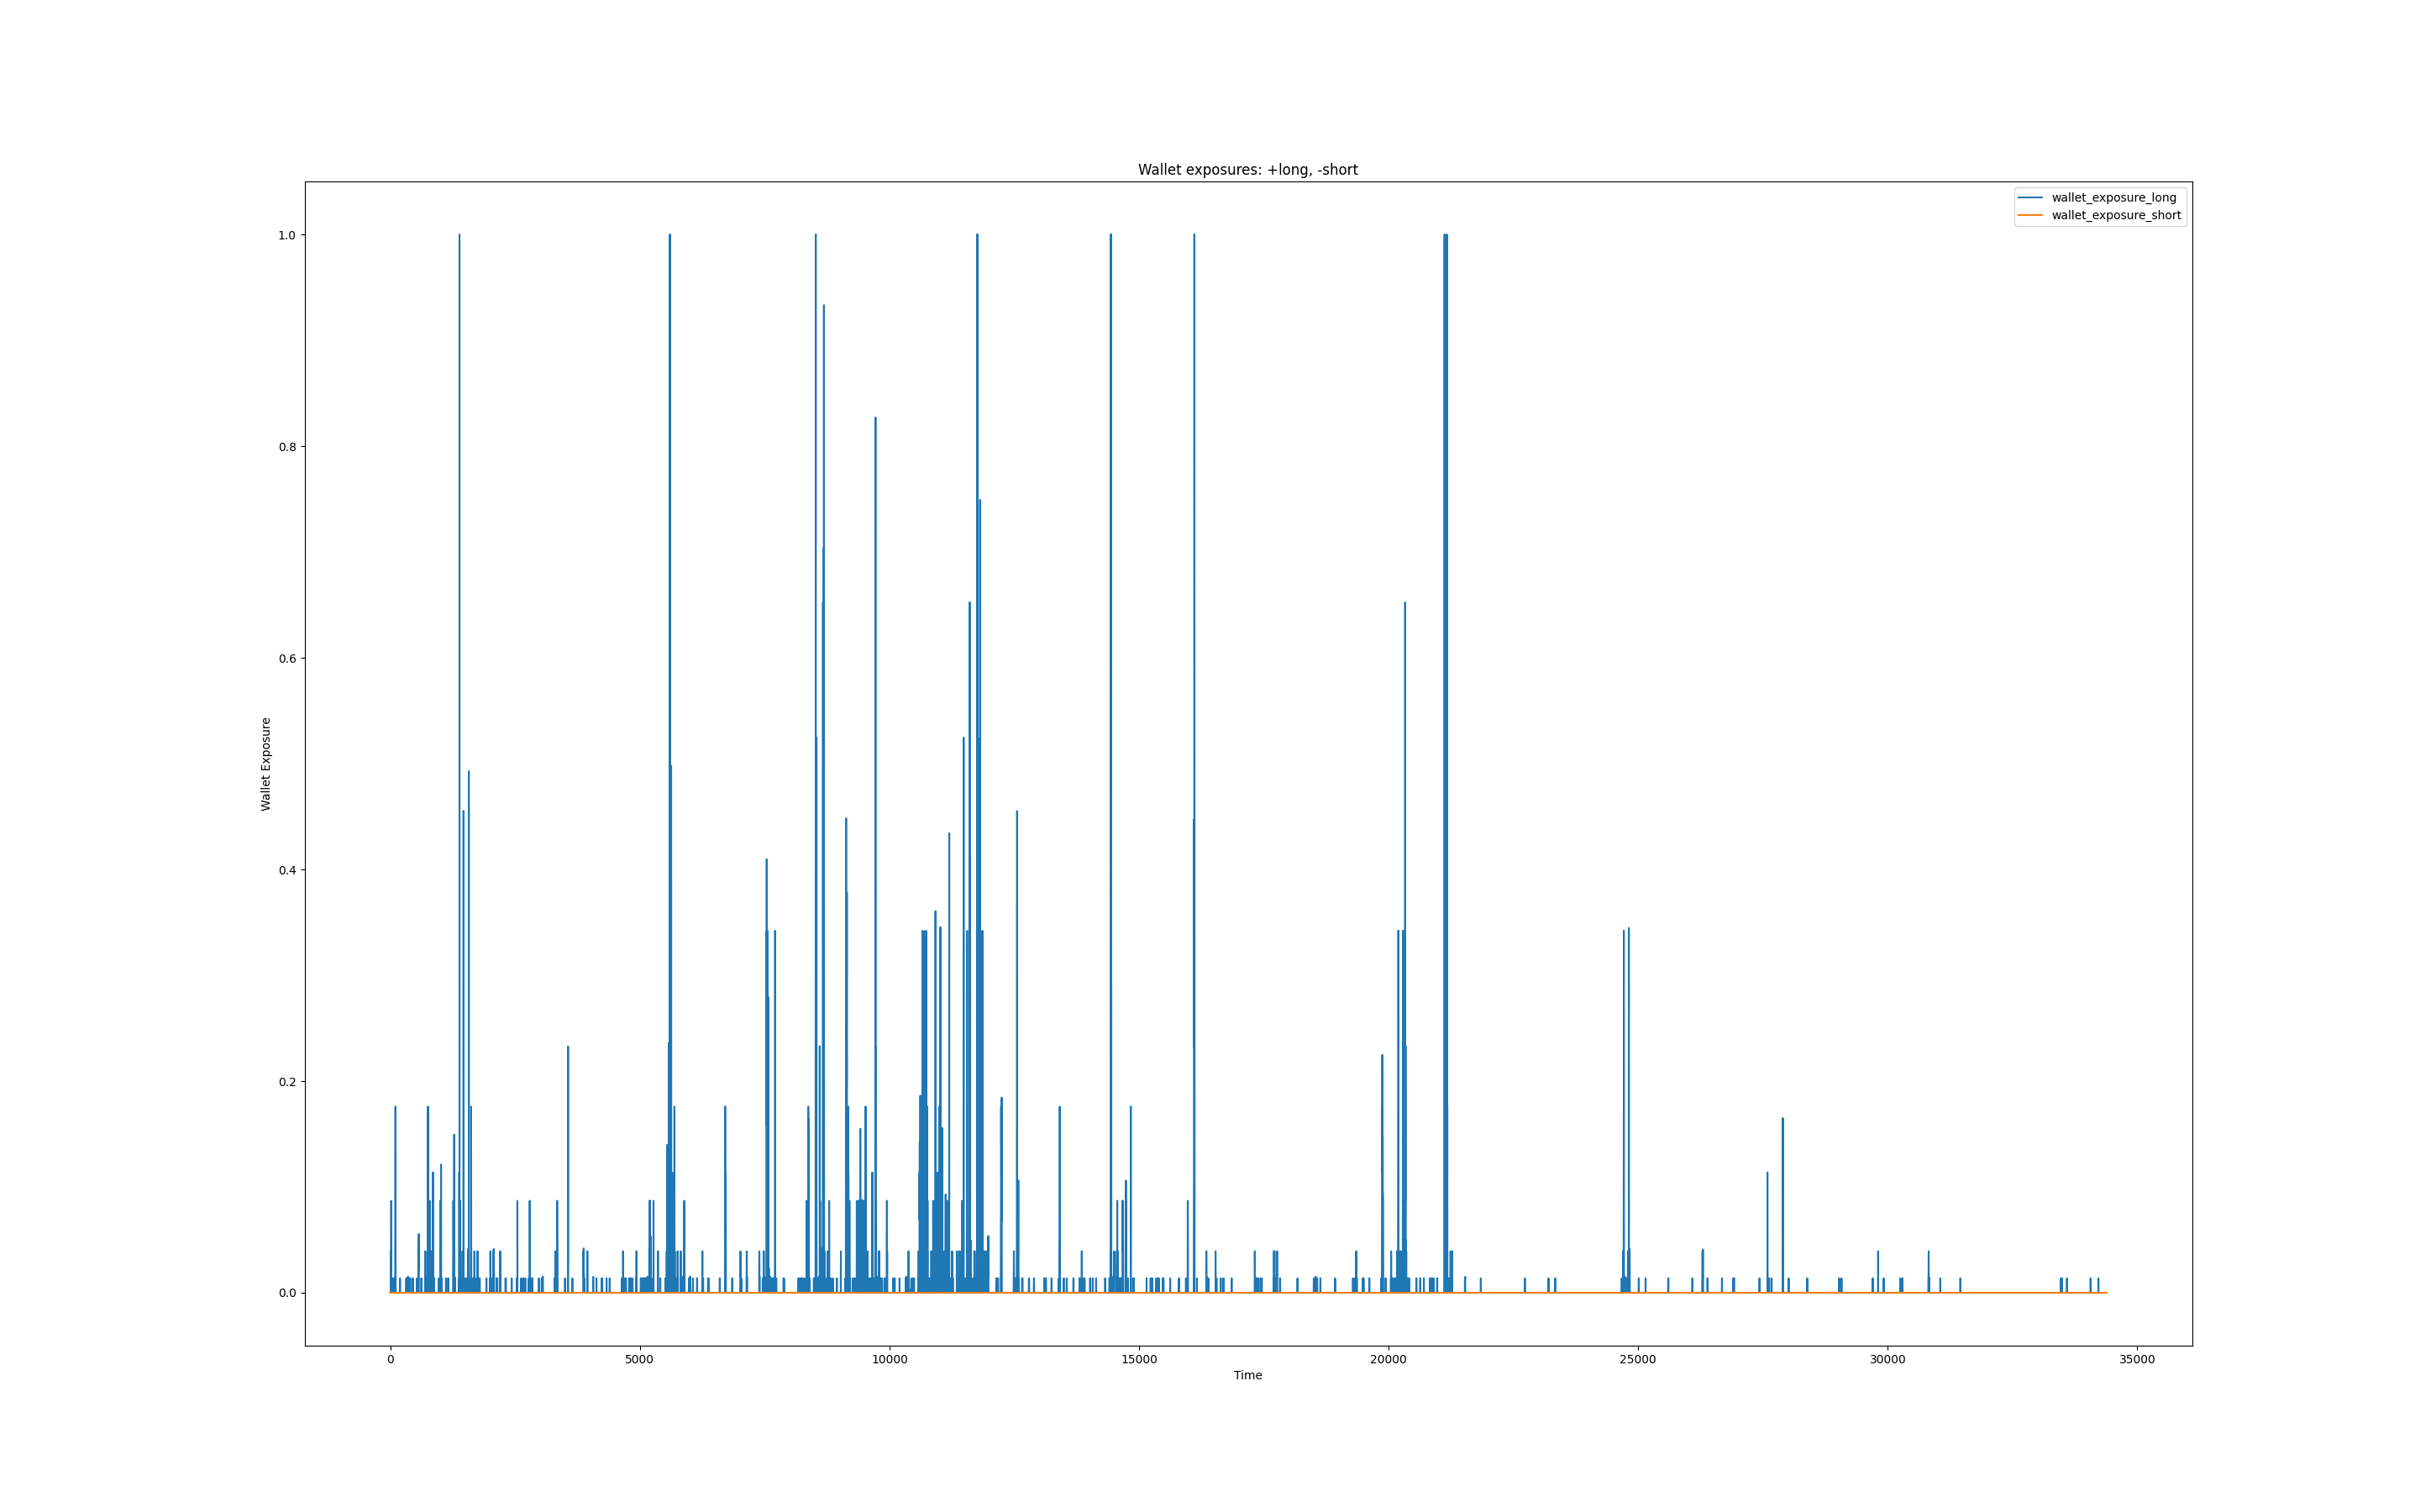 Wallet exposures: +long, -short
wallet_exposure_long
wallet_exposure_short
1.0
0.8
0.6
0.4
0.2
0.0
Wallet Exposure
0 5000 10000 15000 20000 25000 30000 35000
Time